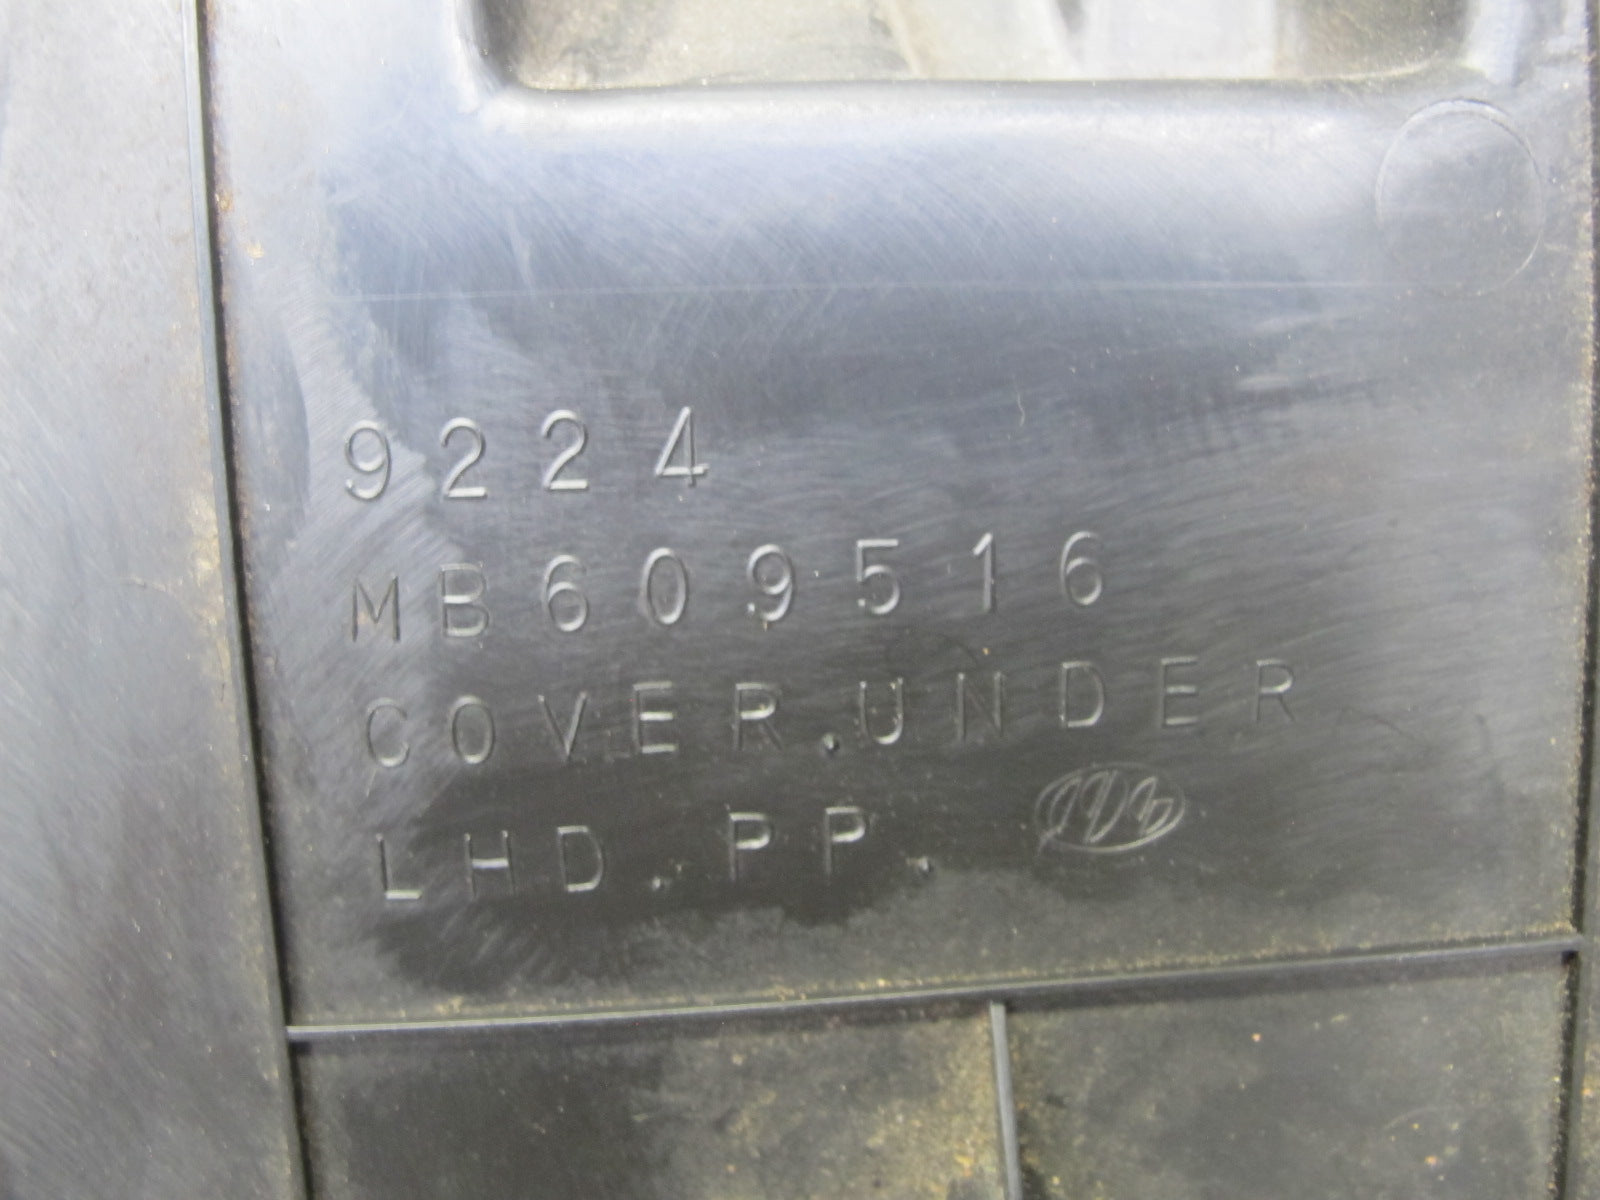 9224
MB609516
COVER.UNDER
LHD.PP.